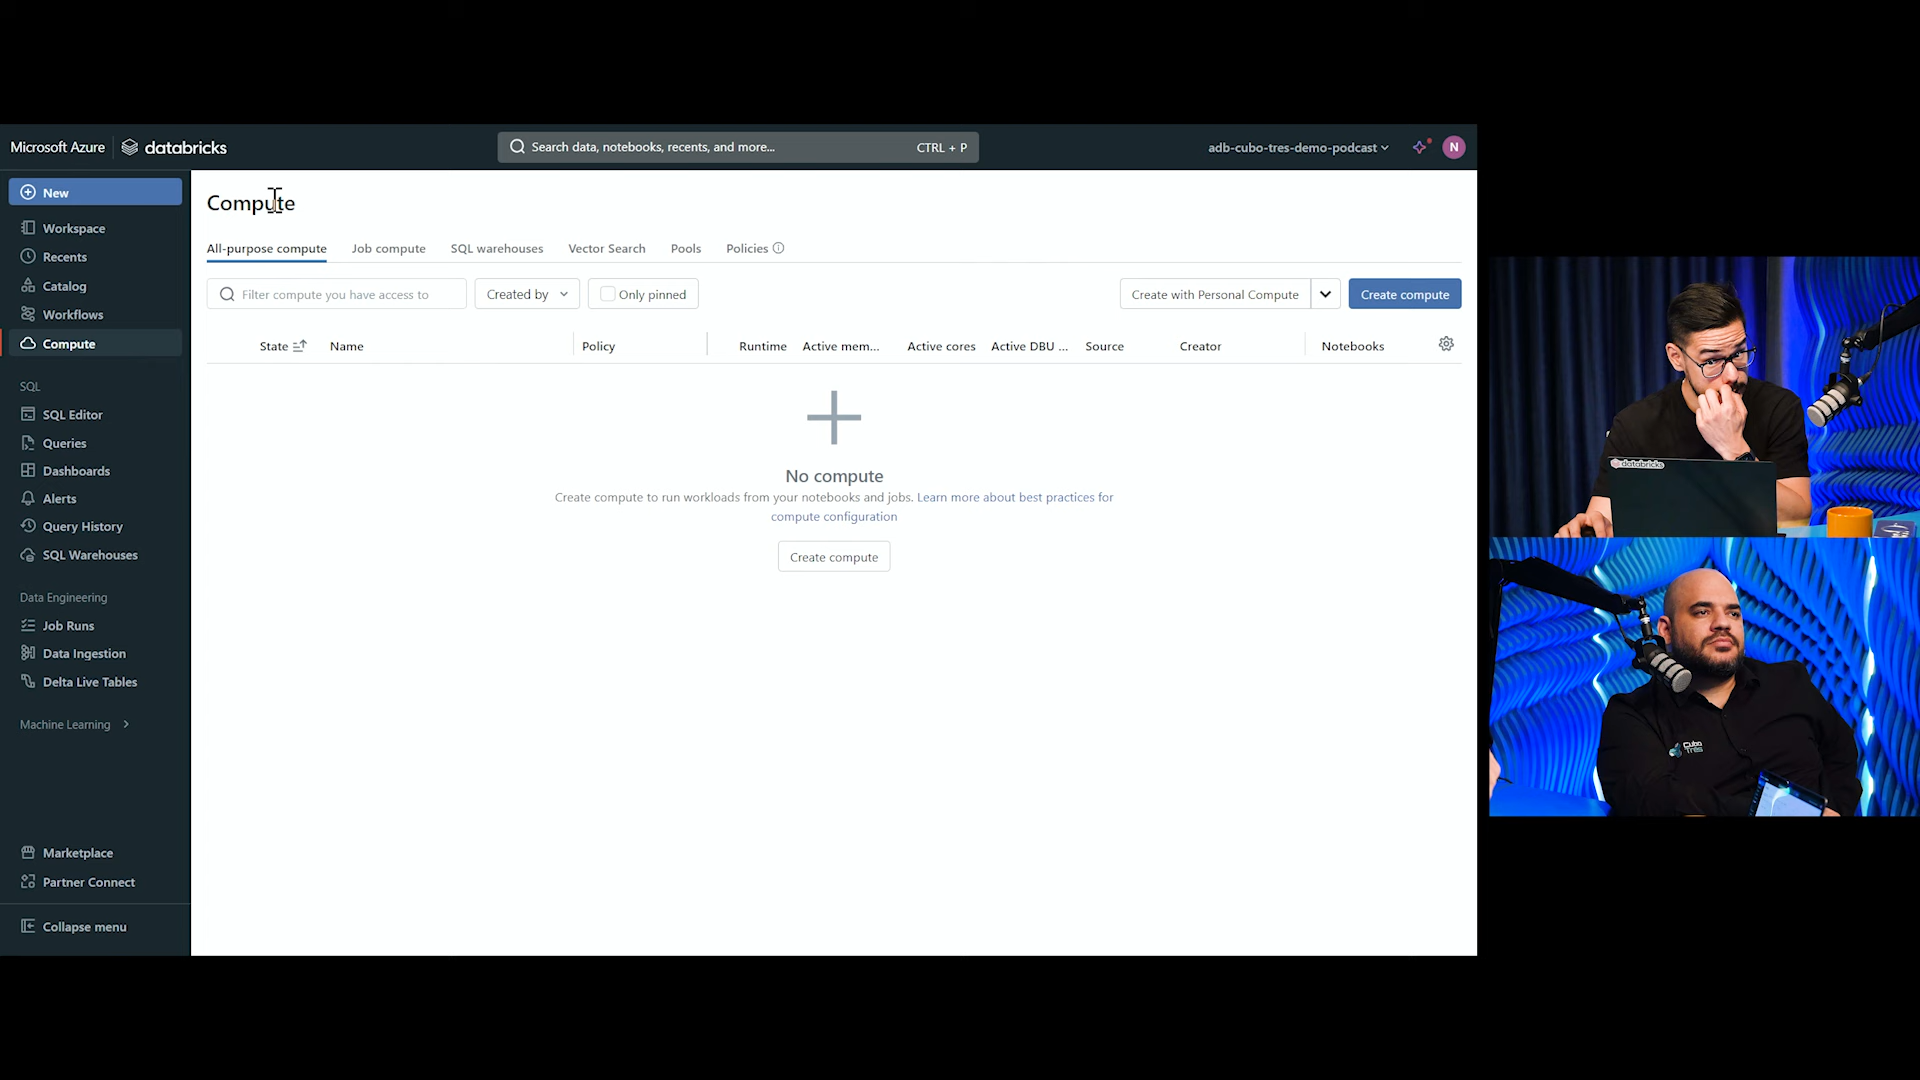 Microsoft Azure databricks
Search data, notebooks, recents, and more... CTRL + P
adb-cubo-tres-demo-podcast
N
New
Workspace
Recents
Catalog
Workflows
Compute
SQL
SQL Editor
Queries
Dashboards
Alerts
Query History
SQL Warehouses
Data Engineering
Job Runs
Data Ingestion
Delta Live Tables
Machine Learning
Marketplace
Partner Connect
Collapse menu
Compute
All-purpose compute Job compute SQL warehouses Vector Search Pools Policies
Filter compute you have access to Created by Only pinned Create with Personal Compute Create compute
State Name Policy Runtime Active mem... Active cores Active DBU ... Source Creator Notebooks
No compute
Create compute to run workloads from your notebooks and jobs. Learn more about best practices for
compute configuration
Create compute
databricks
Cubo
Três